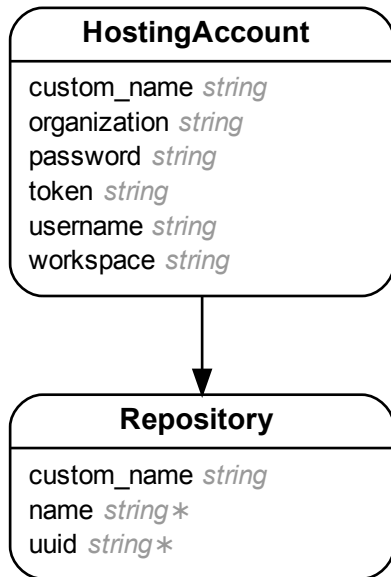 HostingAccount
custom_name string
organization string
password string
token string
username string
workspace string
Repository
custom_name string
name string∗
uuid string∗